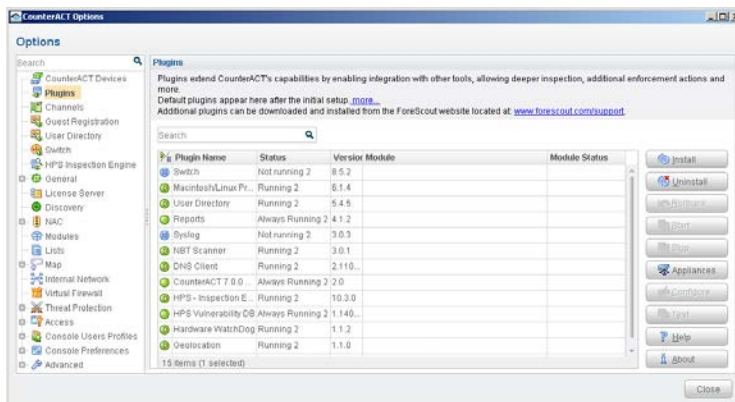 CounterACT Options
Options
Search
CounterACT Devices
Plugins
Channels
Guest Registration
User Directory
Switch
HPS Inspection Engine
General
License Server
Discovery
NAC
Modules
Lists
Map
Internal Network
Virtual Firewall
Threat Protection
Access
Console Users Profiles
Console Preferences
Advanced
Plugins
Plugins extend CounterACT's capabilities by enabling integration with other tools, allowing deeper inspection, additional enforcement actions and
more.
Default plugins appear here after the initial setup. more...
Additional plugins can be downloaded and installed from the ForeScout website located at: www.forescout.com/support.
Search
Plugin Name Status Version Module Module Status
Switch Not running 2 8.5.2
Macintosh/Linux Pr... Running 2 6.1.4
User Directory Running 2 5.4.5
Reports Always Running 2 4.1.2
Syslog Not running 2 3.0.3
NBT Scanner Running 2 3.0.1
DNS Client Running 2 2.110...
CounterACT 7.0.0 ... Always Running 2 2.0
HPS - Inspection E... Running 2 10.3.0
HPS Vulnerability DB Always Running 2 1.140...
Hardware WatchDog Running 2 1.1.2
Geolocation Running 2 1.1.0
15 items (1 selected)
Install
Uninstall
Rollback
Start
Stop
Appliances
Configure
Test
Help
About
Close